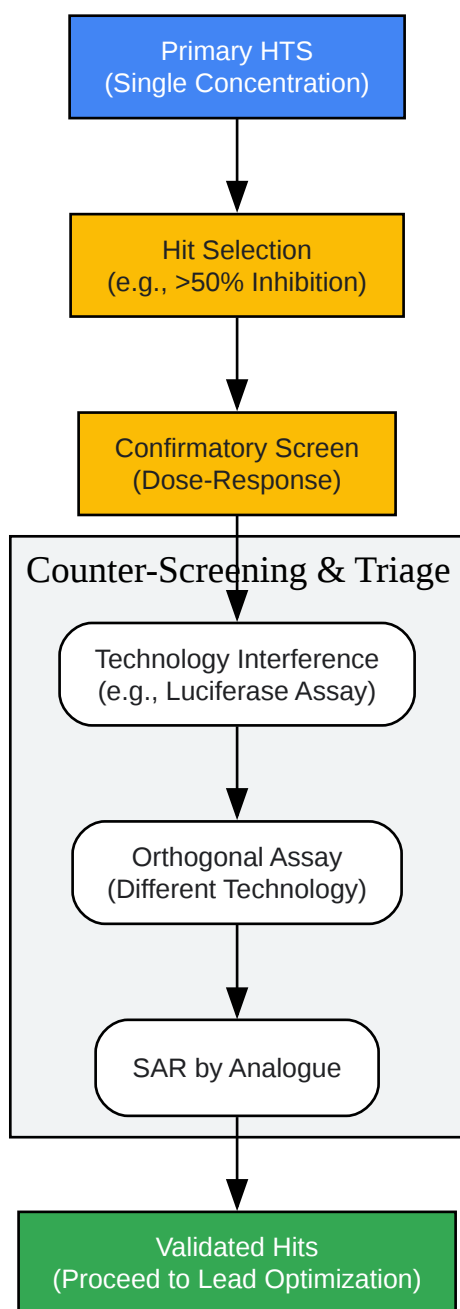 Primary HTS
(Single Concentration)
Hit Selection
(e.g., >50% Inhibition)
Confirmatory Screen
(Dose-Response)
Counter-Screening & Triage
Technology Interference
(e.g., Luciferase Assay)
Orthogonal Assay
(Different Technology)
SAR by Analogue
Validated Hits
(Proceed to Lead Optimization)